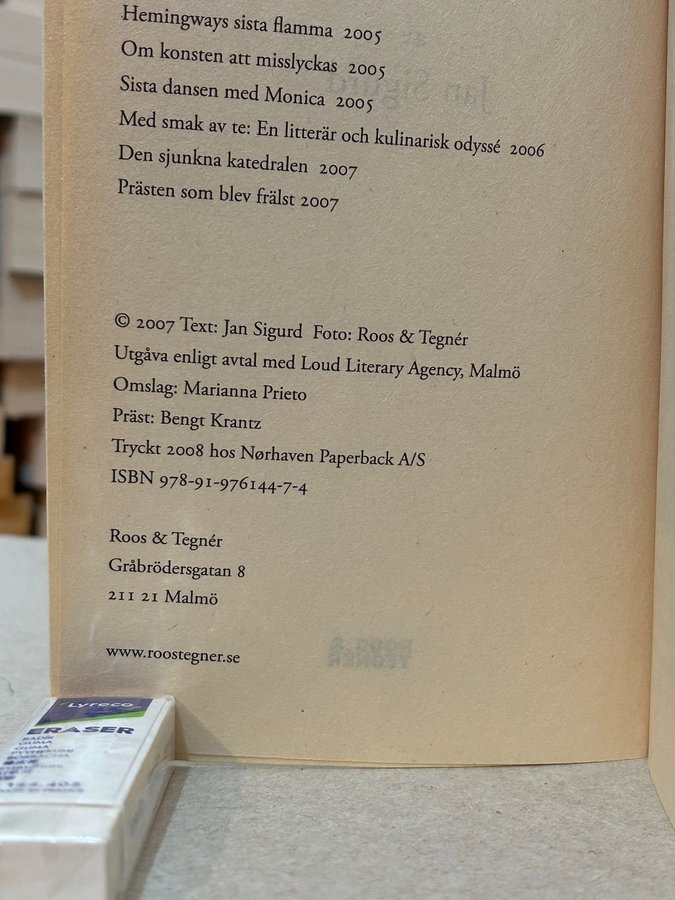 Hemingways sista flamma 2005
Om konsten att misslyckas 2005
Sista dansen med Monica 2005
Med smak av te: En litterär och kulinarisk odyssé 2006
Den sjunkna katedralen 2007
Prästen som blev frälst 2007
© 2007 Text: Jan Sigurd Foto: Roos & Tegnér
Utgåva enligt avtal med Loud Literary Agency, Malmö
Omslag: Marianna Prieto
Präst: Bengt Krantz
Tryckt 2008 hos Nørhaven Paperback A/S
ISBN 978-91-976144-7-4
Roos & Tegnér
Gråbrödersgatan 8
211 21 Malmö
www.roostegner.se
Lyreco
ERASER
GUMA